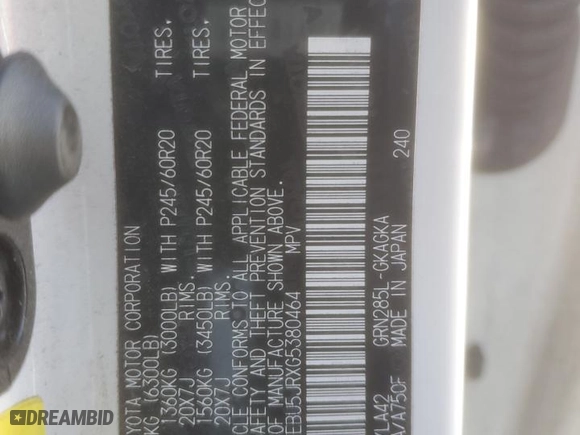 YOTA MOTOR CORPORATION
KG (6300LB)
1360KG (3000LB) WITH P245/60R20 TIRES,
20X7J RIMS.
1560KG (3450LB) WITH P245/60R20 TIRES,
20X7J RIMS.
CLE CONFORMS TO ALL APPLICABLE FEDERAL MOTOR
SAFETY AND THEFT PREVENTION STANDARDS IN EFFEC
OF MANUFACTURE SHOWN ABOVE.
EBU5JRXG5380464 MPV
LA42 GRN285L -GKAGKA 240
/A750F MADE IN JAPAN
DREAMBID